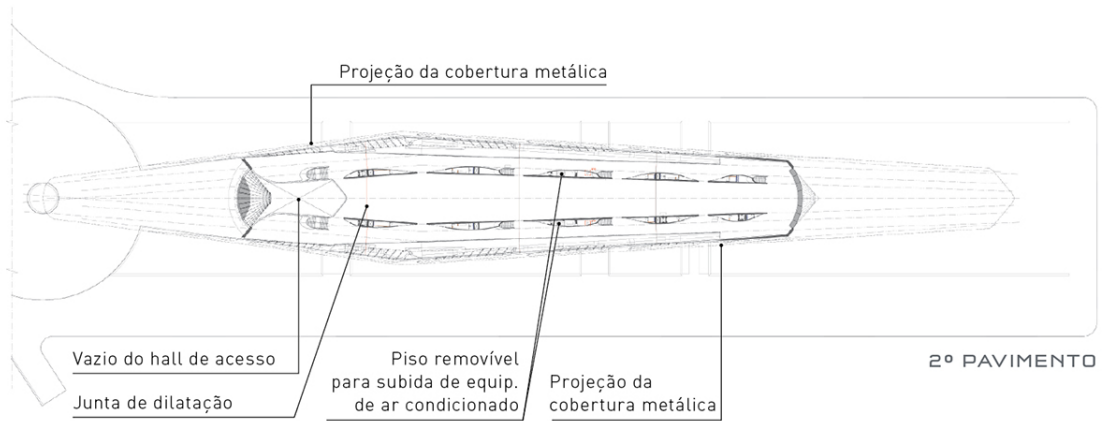 Projeção da cobertura metálica
Vazio do hall de acesso
Junta de dilatação
Piso removível
para subida de equip.
de ar condicionado
Projeção da
cobertura metálica
2º PAVIMENTO